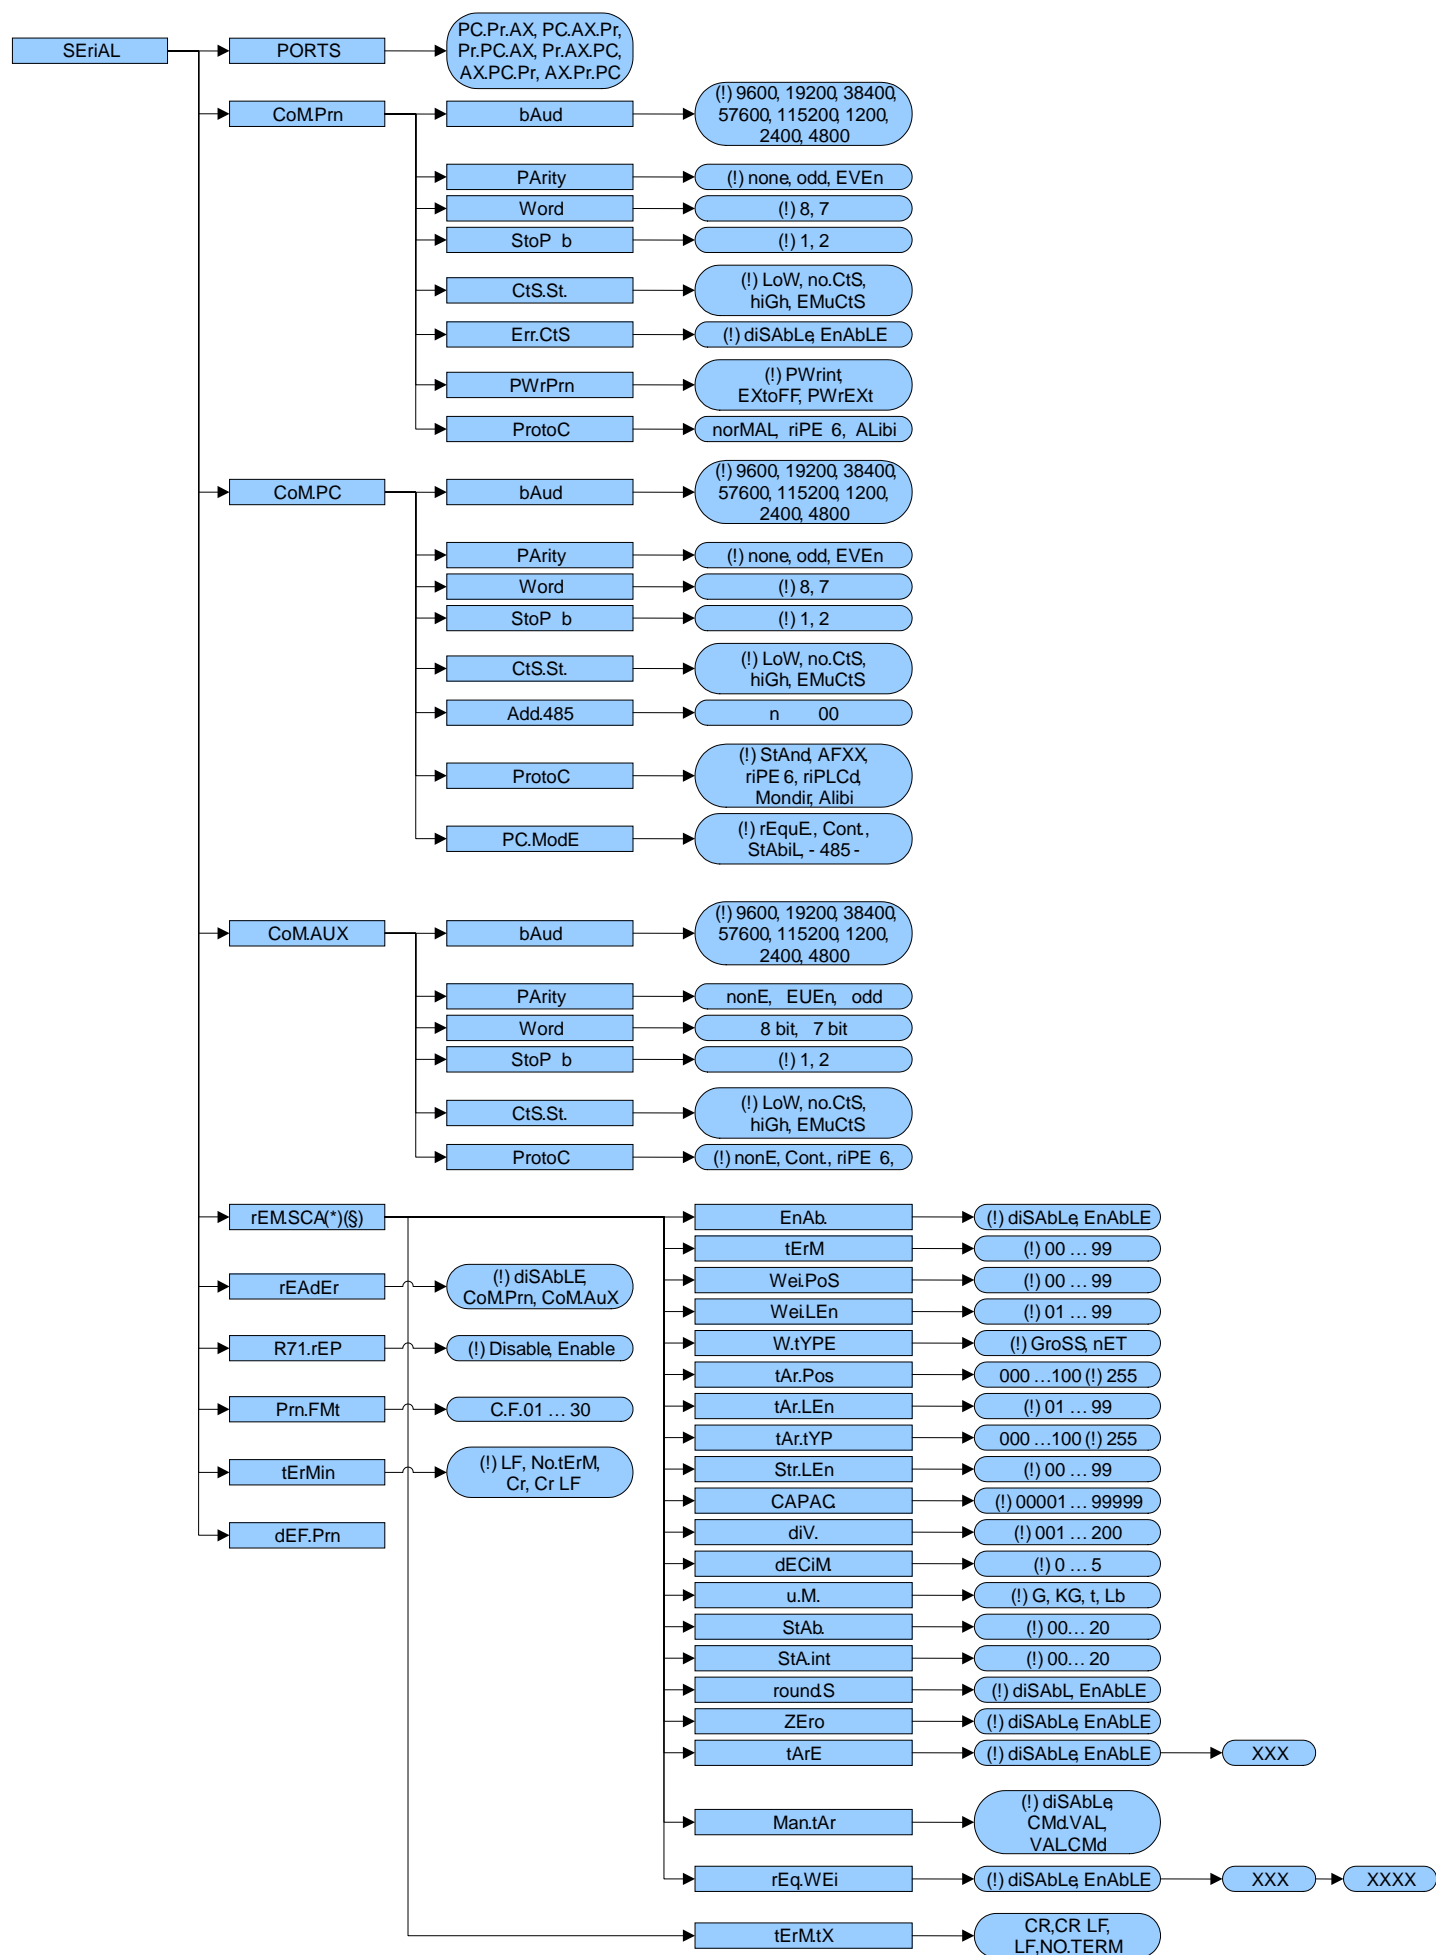 SEriAL
PORTS
PC.Pr.AX, PC.AX.Pr,
Pr.PC.AX, Pr.AX.PC,
AX.PC.Pr, AX.Pr.PC
CoM.Prn
bAud
(!) 9600, 19200, 38400,
57600, 115200, 1200,
2400, 4800
PArity
(!) none, odd, EVEn
Word
(!) 8, 7
StoP b
(!) 1, 2
CtS.St.
(!) LoW, no.CtS,
hiGh, EMuCtS
Err.CtS
(!) diSAbLe, EnAbLE
PWrPrn
(!) PWrint,
EXtoFF, PWrEXt
ProtoC
norMAL, riPE 6, ALibi
CoM.PC
bAud
(!) 9600, 19200, 38400,
57600, 115200, 1200,
2400, 4800
PArity
(!) none, odd, EVEn
Word
(!) 8, 7
StoP b
(!) 1, 2
CtS.St.
(!) LoW, no.CtS,
hiGh, EMuCtS
Add.485
n 00
ProtoC
(!) StAnd, AFXX,
riPE 6, riPLCd,
Mondir, Alibi
PC.ModE
(!) rEquE., Cont.,
StAbiL, - 485 -
CoM.AUX
bAud
(!) 9600, 19200, 38400,
57600, 115200, 1200,
2400, 4800
PArity
nonE, EUEn, odd
Word
8 bit, 7 bit
StoP b
(!) 1, 2
CtS.St.
(!) LoW, no.CtS,
hiGh, EMuCtS
ProtoC
(!) nonE, Cont., riPE 6,
rEM.SCA(*)(§)
EnAb.
(!) diSAbLe, EnAbLE
tErM
(!) 00 ... 99
Wei.PoS
(!) 00 ... 99
rEAdEr
(!) diSAbLE,
CoM.Prn, CoM.AuX
Wei.LEn
(!) 01 ... 99
R71.rEP
(!) Disable, Enable
W.tYPE
(!) GroSS, nET
tAr.Pos
000 ...100 (!) 255
Prn.FMt
C.F.01 ... 30
tAr.LEn
(!) 01 ... 99
tAr.tYP
000 ...100 (!) 255
tErMin
(!) LF, No.tErM,
Cr, Cr LF
Str.LEn
(!) 00 ... 99
CAPAC.
(!) 00001 ... 99999
dEF.Prn
diV.
(!) 001 ... 200
dECiM.
(!) 0 ... 5
u.M.
(!) G, KG, t, Lb
StAb.
(!) 00... 20
StA.int
(!) 00... 20
round.S
(!) diSAbL, EnAbLE
ZEro
(!) diSAbLe, EnAbLE
tArE
(!) diSAbLe, EnAbLE
XXX
Man.tAr
(!) diSAbLe,
CMd.VAL,
VAL.CMd
rEq.WEi
(!) diSAbLe, EnAbLE
XXX
XXXX
tErM.tX
CR,CR LF,
LF,NO.TERM